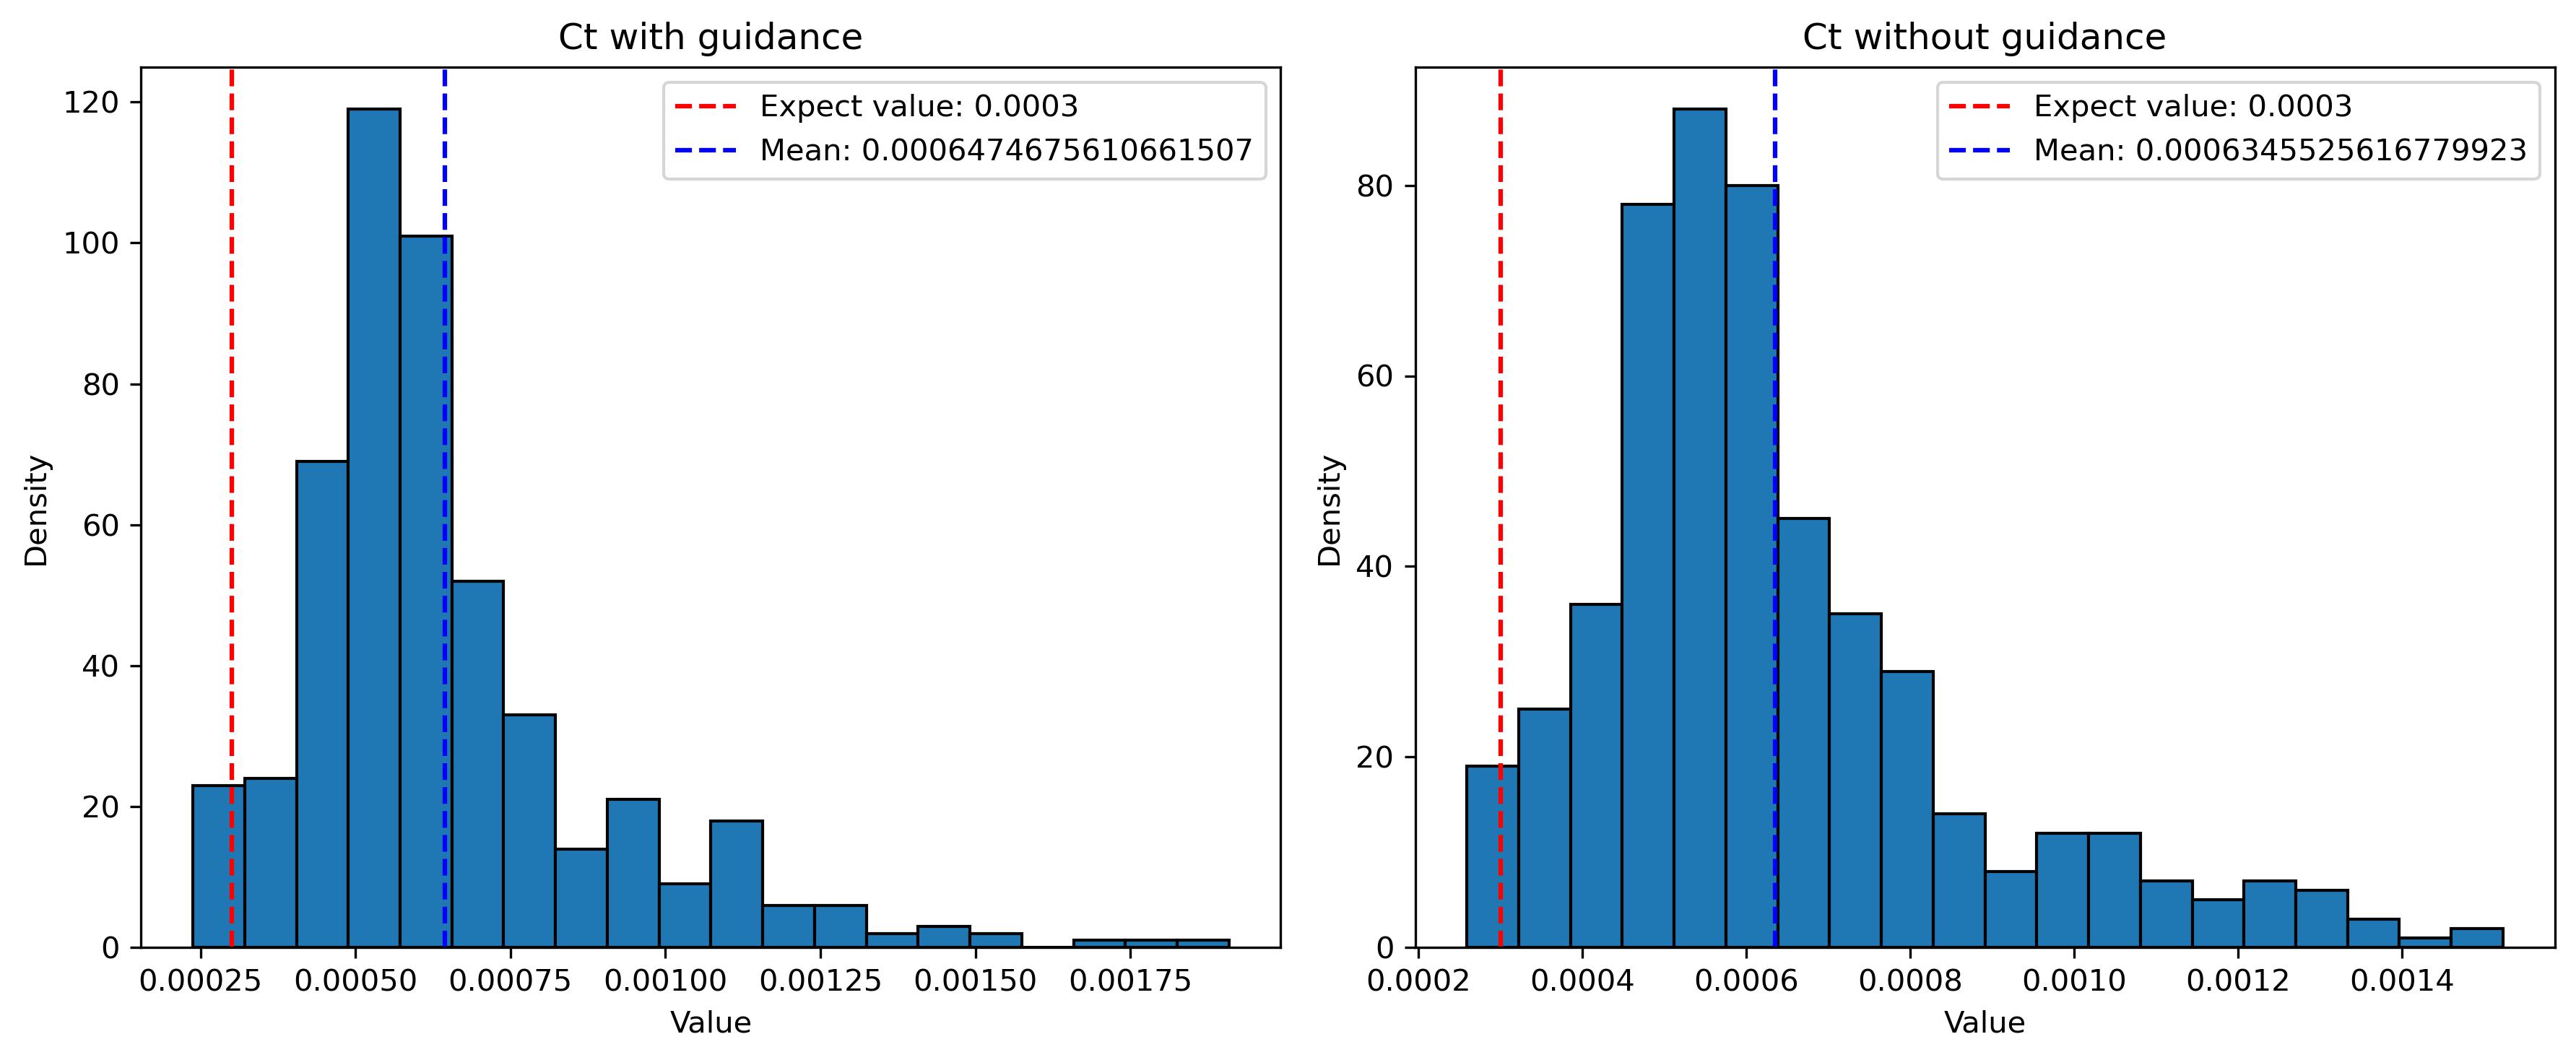 Ct with guidance
Expect value: 0.0003
Mean: 0.0006474675610661507
Density
120
100
80
60
40
20
0
0.00025 0.00050 0.00075 0.00100 0.00125 0.00150 0.00175
Value
Ct without guidance
Expect value: 0.0003
Mean: 0.0006345525616779923
Density
80
60
40
20
0
0.0002 0.0004 0.0006 0.0008 0.0010 0.0012 0.0014
Value